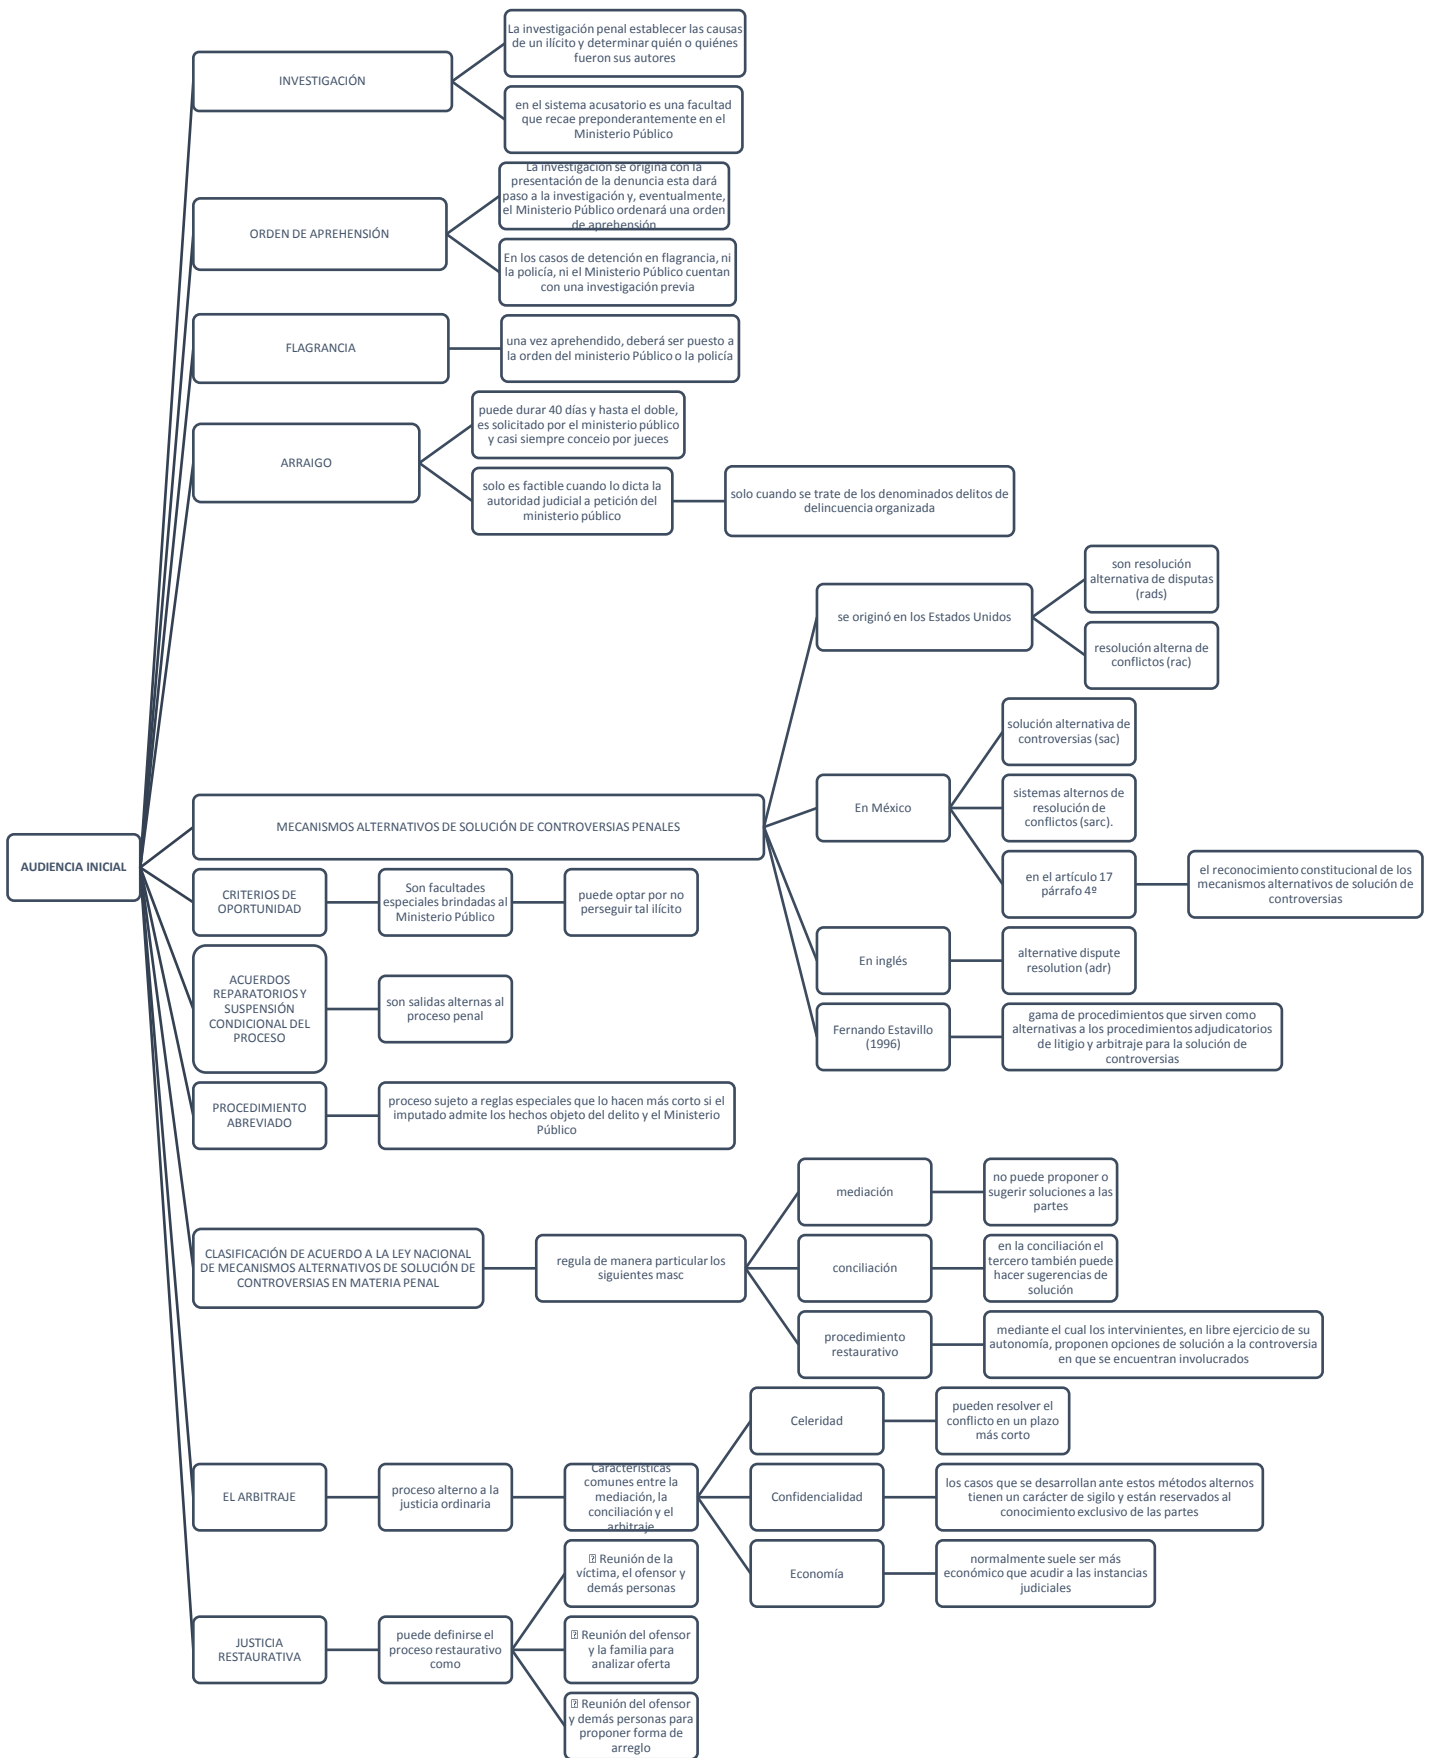 AUDIENCIA INICIAL
INVESTIGACIÓN
La investigación penal establecer las causas
de un ilícito y determinar quién o quiénes
fueron sus autores
en el sistema acusatorio es una facultad
que recae preponderantemente en el
Ministerio Público
ORDEN DE APREHENSIÓN
La investigación se origina con la
presentación de la denuncia esta dará
paso a la investigación y, eventualmente,
el Ministerio Público ordenará una orden
de aprehensión
En los casos de detención en flagrancia, ni
la policía, ni el Ministerio Público cuentan
con una investigación previa
FLAGRANCIA
una vez aprehendido, deberá ser puesto a
la orden del ministerio Público o la policía
ARRAIGO
puede durar 40 días y hasta el doble,
es solicitado por el ministerio público
y casi siempre conceio por jueces
solo es factible cuando lo dicta la
autoridad judicial a petición del
ministerio público
solo cuando se trate de los denominados delitos de
delincuencia organizada
MECANISMOS ALTERNATIVOS DE SOLUCIÓN DE CONTROVERSIAS PENALES
se originó en los Estados Unidos
son resolución
alternativa de disputas
(rads)
resolución alterna de
conflictos (rac)
En México
solución alternativa de
controversias (sac)
sistemas alternos de
resolución de
conflictos (sarc).
en el artículo 17
párrafo 4º
el reconocimiento constitucional de los
mecanismos alternativos de solución de
controversias
En inglés
alternative dispute
resolution (adr)
Fernando Estavillo
(1996)
gama de procedimientos que sirven como
alternativas a los procedimientos adjudicatorios
de litigio y arbitraje para la solución de
controversias
CRITERIOS DE
OPORTUNIDAD
Son facultades
especiales brindadas al
Ministerio Público
puede optar por no
perseguir tal ilícito
ACUERDOS
REPARATORIOS Y
SUSPENSIÓN
CONDICIONAL DEL
PROCESO
son salidas alternas al
proceso penal
PROCEDIMIENTO
ABREVIADO
proceso sujeto a reglas especiales que lo hacen más corto si el
imputado admite los hechos objeto del delito y el Ministerio
Público
CLASIFICACIÓN DE ACUERDO A LA LEY NACIONAL
DE MECANISMOS ALTERNATIVOS DE SOLUCIÓN DE
CONTROVERSIAS EN MATERIA PENAL
regula de manera particular los
siguientes masc
mediación
no puede proponer o
sugerir soluciones a las
partes
conciliación
en la conciliación el
tercero también puede
hacer sugerencias de
solución
procedimiento
restaurativo
mediante el cual los intervinientes, en libre ejercicio de su
autonomía, proponen opciones de solución a la controversia
en que se encuentran involucrados
EL ARBITRAJE
proceso alterno a la
justicia ordinaria
Características
comunes entre la
mediación, la
conciliación y el
arbitraje
Celeridad
pueden resolver el
conflicto en un plazo
más corto
Confidencialidad
los casos que se desarrollan ante estos métodos alternos
tienen un carácter de sigilo y están reservados al
conocimiento exclusivo de las partes
Economía
normalmente suele ser más
económico que acudir a las instancias
judiciales
JUSTICIA
RESTAURATIVA
puede definirse el
proceso restaurativo
como
Reunión de la
víctima, el ofensor y
demás personas
Reunión del ofensor
y la familia para
analizar oferta
Reunión del ofensor
y demás personas para
proponer forma de
arreglo